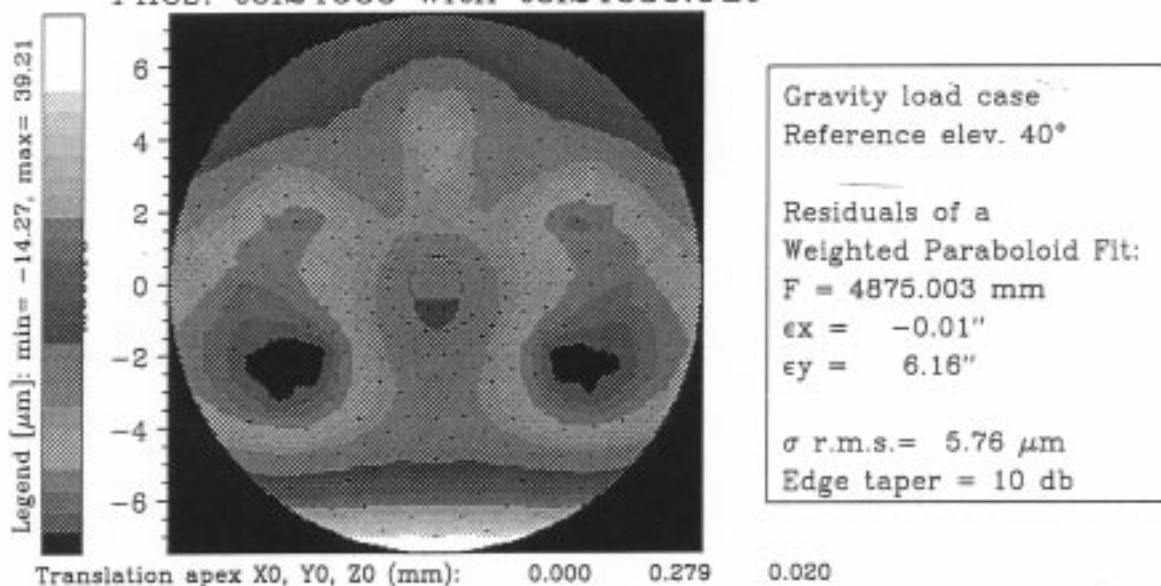 with
Legend [μm]: min= -14.27, max= 39.21
6
4
2
0
-2
-4
-6
Gravity load case
Reference elev. 40°
Residuals of a
Weighted Paraboloid Fit:
F = 4875.003 mm
εx = -0.01"
εy = 6.16"
σ r.m.s.= 5.76 μm
Edge taper = 10 db
Translation apex X0, Y0, Z0 (mm): 0.000 0.279 0.020